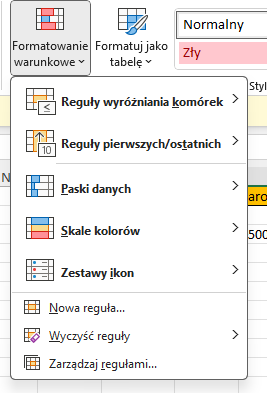 Formatowanie warunkowe
Formatuj jako tabelę
Normalny
Zły
Styl
N
Reguły wyróżniania komórek
Reguły pierwszych/ostatnich
10
Paski danych
Skale kolorów
Zestawy ikon
Nowa reguła...
Wyczyść reguły
Zarządzaj regułami...
aro
500